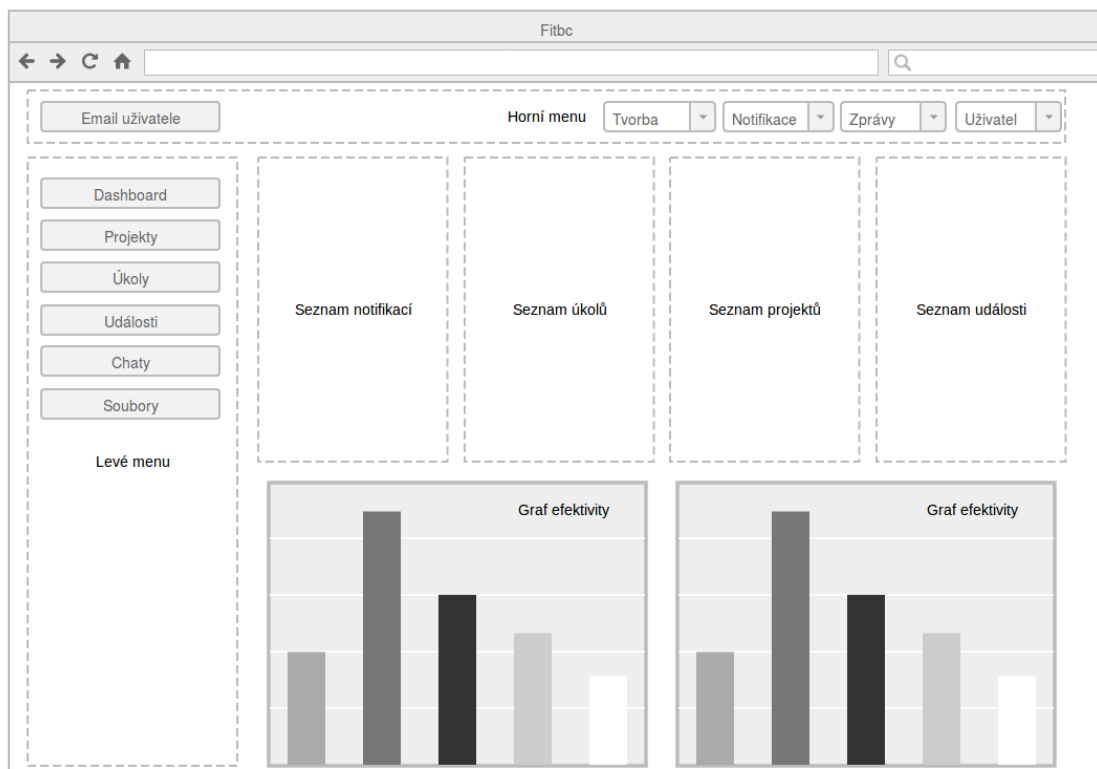 Fitbc
Email uživatele
Horní menu
Tvorba
Notifikace
Zprávy
Uživatel
Dashboard
Projekty
Úkoly
Události
Chaty
Soubory
Levé menu
Seznam notifikací
Seznam úkolů
Seznam projektů
Seznam události
Graf efektivity
Graf efektivity